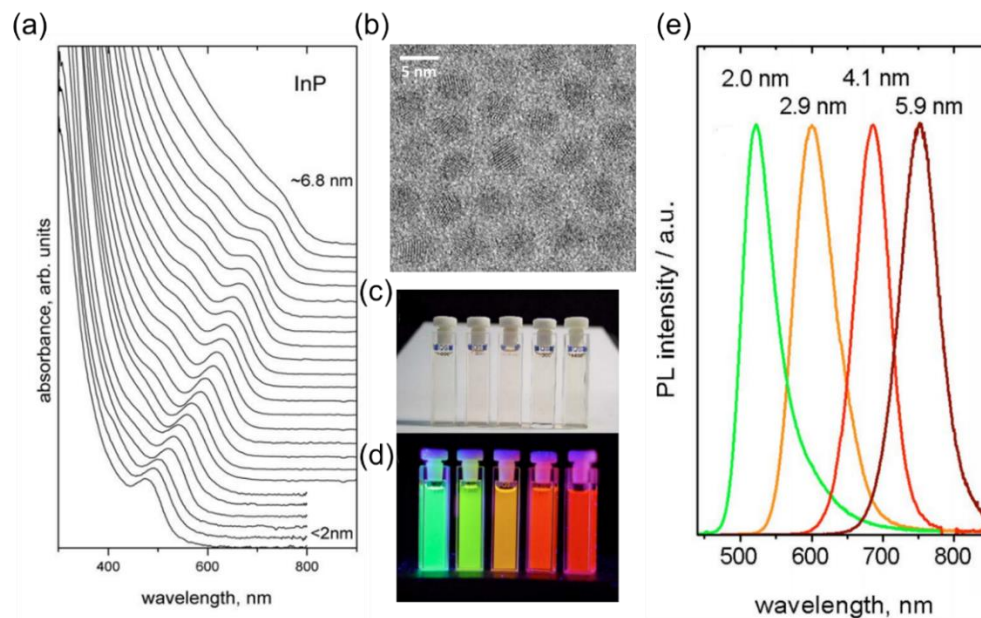 (a)
InP
~6.8 nm
<2nm
absorbance, arb. units
400 600 800
wavelength, nm
(b)
5 nm
(c)
(d)
(e)
2.0 nm 4.1 nm
2.9 nm 5.9 nm
PL intensity / a.u.
500 600 700 800
wavelength, nm